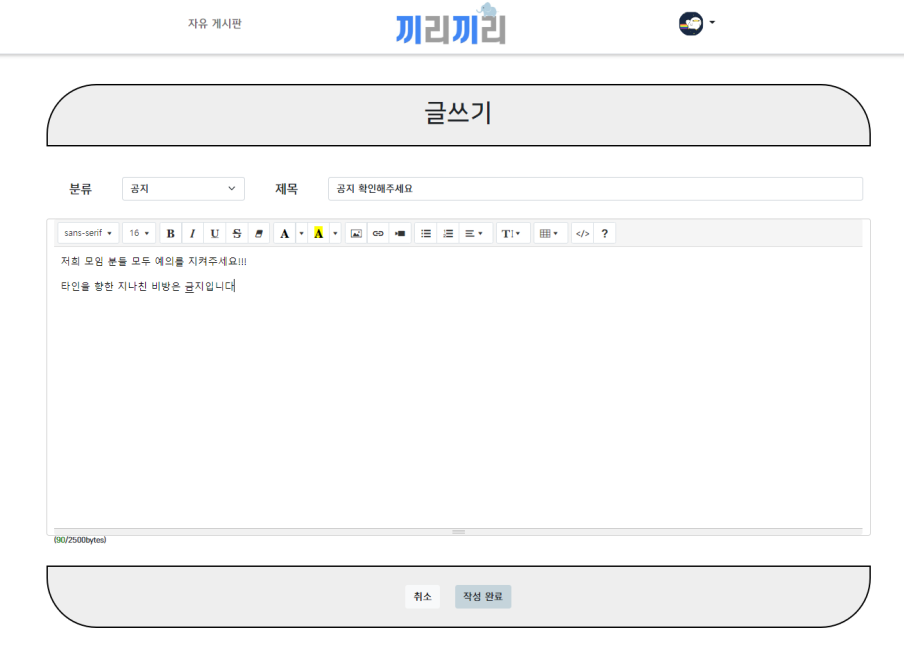 자유 게시판
끼리끼리
글쓰기
분류 공지 제목 공지 확인해주세요
sans-serif 16 B I U S A A T </> ?
저희 모임 분들 모두 예의를 지켜주세요!!!
타인을 향한 지나친 비방은 금지입니다
(90/2500bytes)
취소 작성 완료